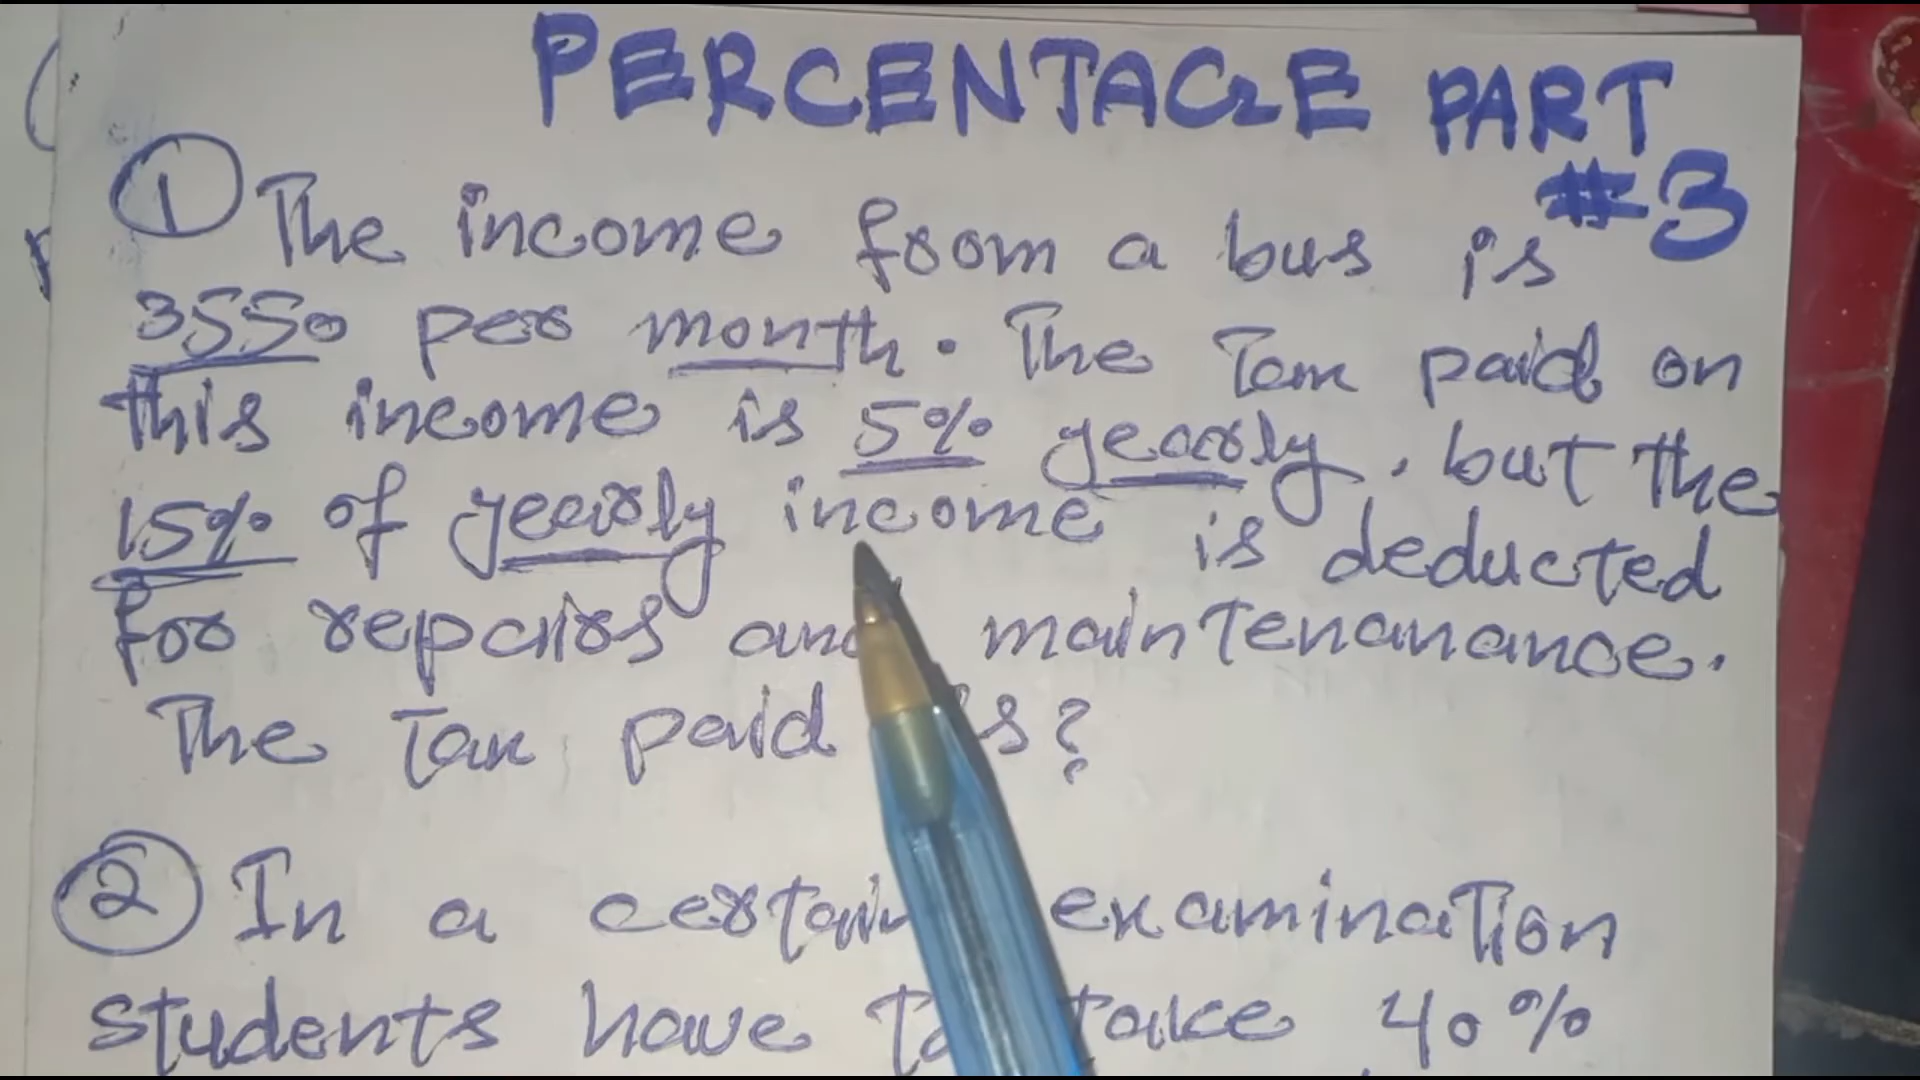 PERCENTAGE PART
#3
① The income from a bus is
3550 per month. The Tax paid on
this income is 5% yearly, but the
15% of yearly income is deducted
for repairs and maintenanance.
The Tax paid is?
② In a certain examination
students have to take 40%